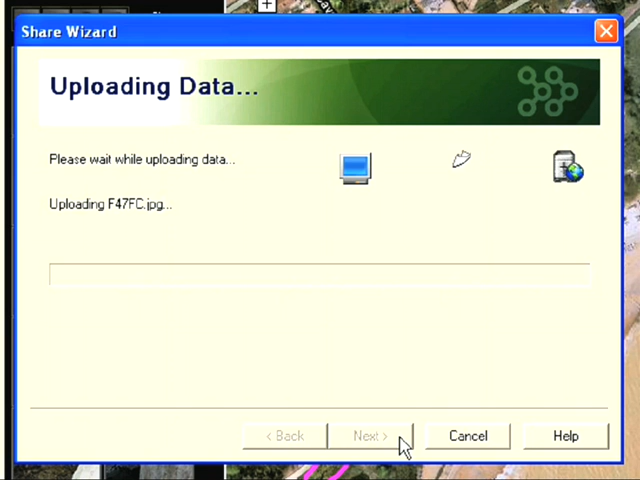 Share Wizard
Uploading Data...
Please wait while uploading data...
Uploading F47FC.jpg...
< Back
Next >
Cancel
Help